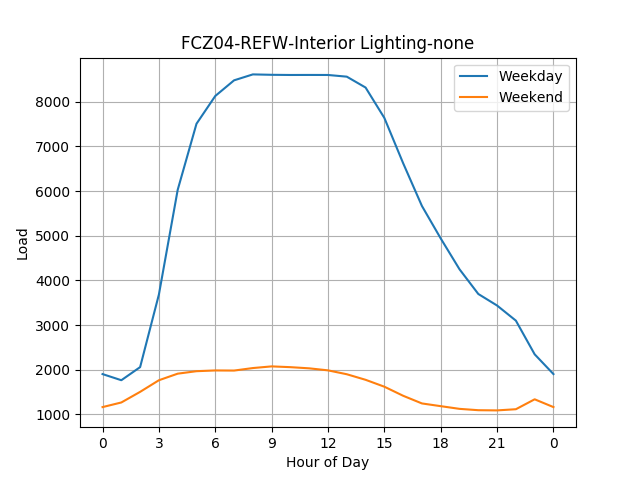 FCZ04-REFW-Interior Lighting-none
Weekday
Weekend
8000
7000
6000
5000
4000
3000
2000
1000
Load
0 3 6 9 12 15 18 21 0
Hour of Day